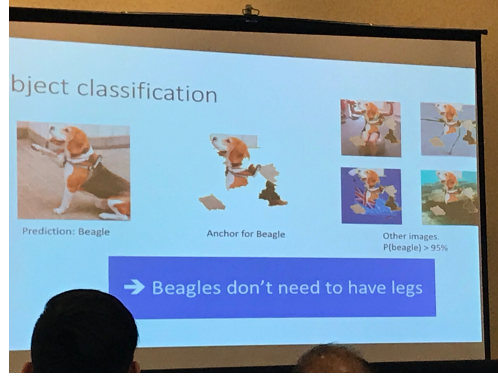 bject classification
Prediction: Beagle
Anchor for Beagle
Other images.
P(beagle) > 95%
→ Beagles don't need to have legs